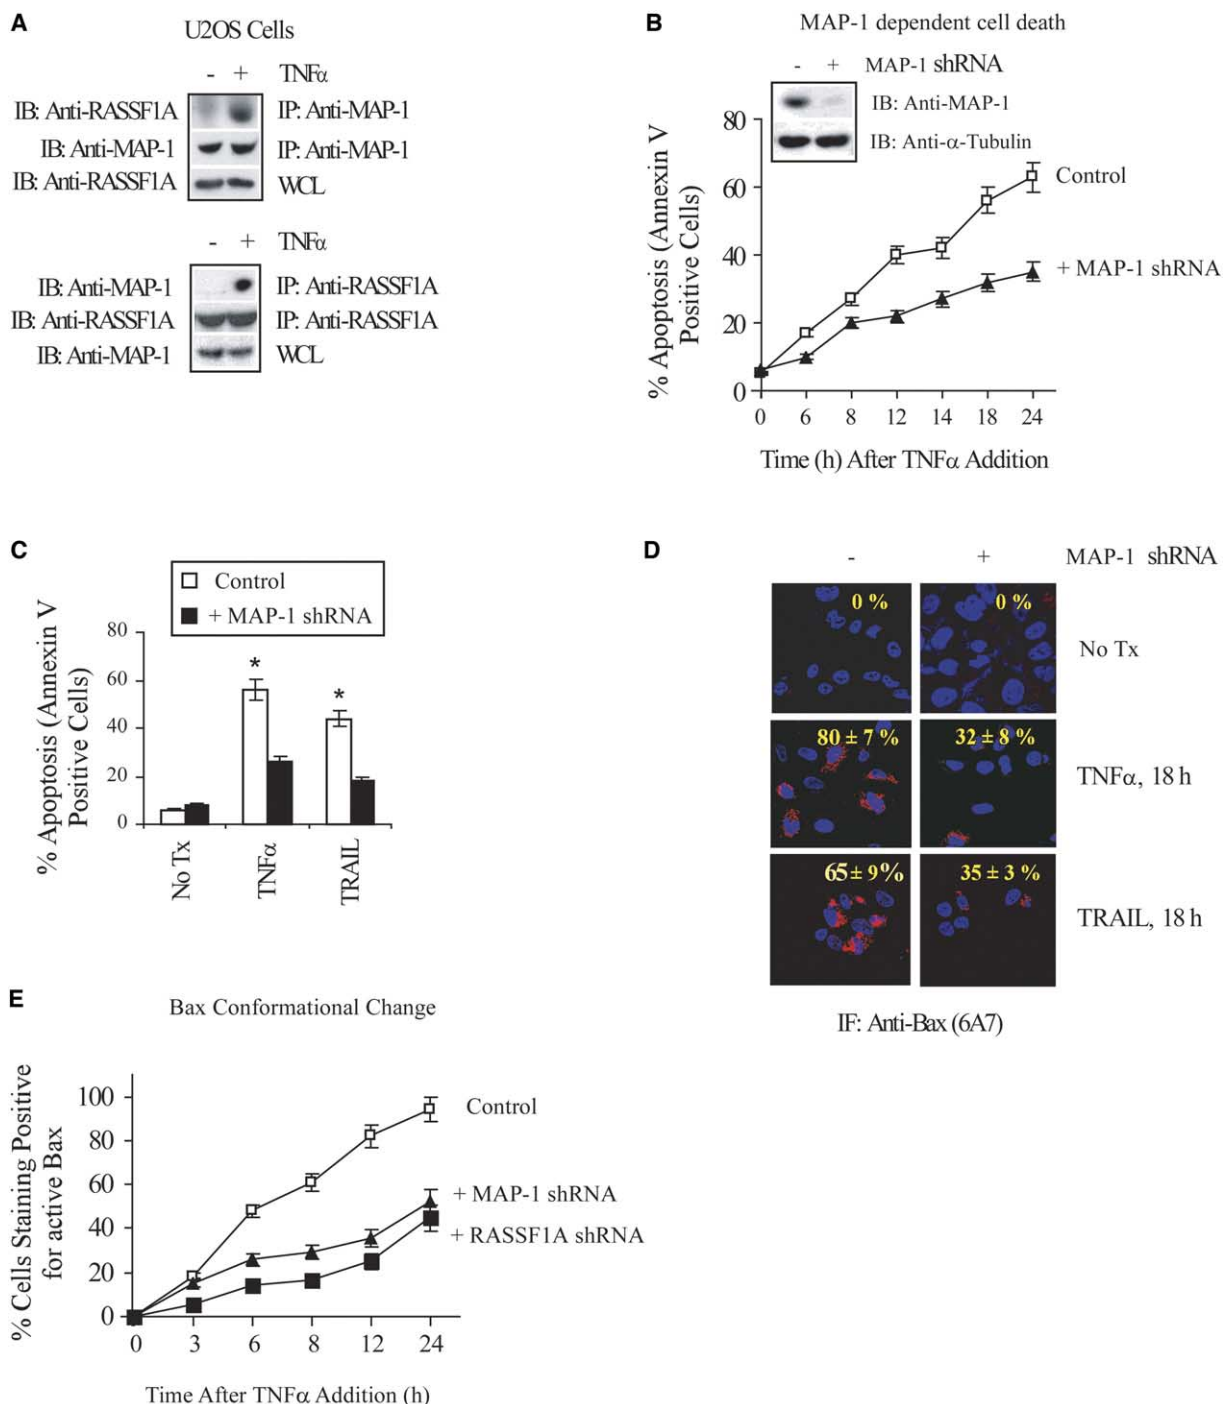 A
U2OS Cells
- + TNFα
IB: Anti-RASSF1A IP: Anti-MAP-1
IB: Anti-MAP-1 IP: Anti-MAP-1
IB: Anti-RASSF1A WCL
- + TNFα
IB: Anti-MAP-1 IP: Anti-RASSF1A
IB: Anti-RASSF1A IP: Anti-RASSF1A
IB: Anti-MAP-1 WCL
B
MAP-1 dependent cell death
- + MAP-1 shRNA
IB: Anti-MAP-1
IB: Anti-α-Tubulin
% Apoptosis (Annexin V
Positive Cells)
80
60
40
20
0
Control
+ MAP-1 shRNA
0 6 8 12 14 18 24
Time (h) After TNFα Addition
C
Control
+ MAP-1 shRNA
% Apoptosis (Annexin V
Positive Cells)
80
60
40
20
0
* *
No Tx TNFα TRAIL
D
- + MAP-1 shRNA
0 % 0 % No Tx
80 ± 7 % 32 ± 8 % TNFα, 18 h
65 ± 9% 35 ± 3 % TRAIL, 18 h
IF: Anti-Bax (6A7)
E
Bax Conformational Change
% Cells Staining Positive
for active Bax
100
80
60
40
20
0
Control
+ MAP-1 shRNA
+ RASSF1A shRNA
0 3 6 8 12 24
Time After TNFα Addition (h)